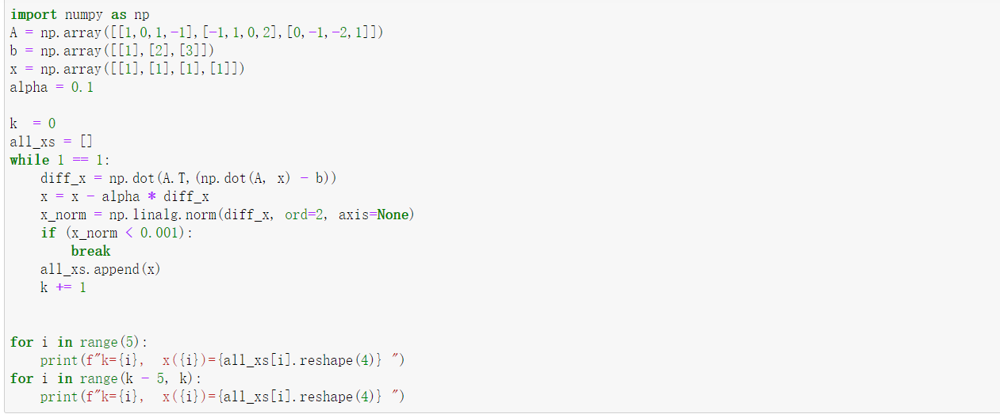 import numpy as np
A = np.array([[1,0,1,-1],[-1,1,0,2],[0,-1,-2,1]])
b = np.array([[1],[2],[3]])
x = np.array([[1],[1],[1],[1]])
alpha = 0.1
k  = 0
all_xs = []
while 1 == 1:
    diff_x = np.dot(A.T,(np.dot(A, x) - b))
    x = x - alpha * diff_x
    x_norm = np.linalg.norm(diff_x, ord=2, axis=None)
    if (x_norm < 0.001):
        break
    all_xs.append(x)
    k += 1
for i in range(5):
    print(f"k={i},  x({i})={all_xs[i].reshape(4)} ")
for i in range(k - 5, k):
    print(f"k={i},  x({i})={all_xs[i].reshape(4)} ")